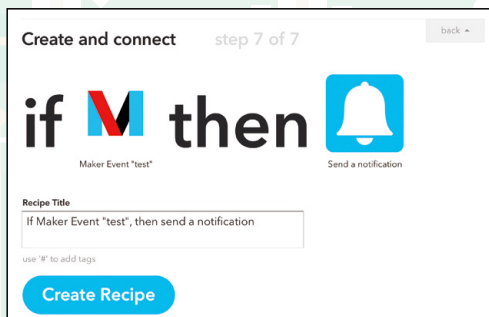 Create and connect step 7 of 7 back
if M then
Maker Event "test" Send a notification
Recipe Title
If Maker Event "test", then send a notification
use '#' to add tags
Create Recipe